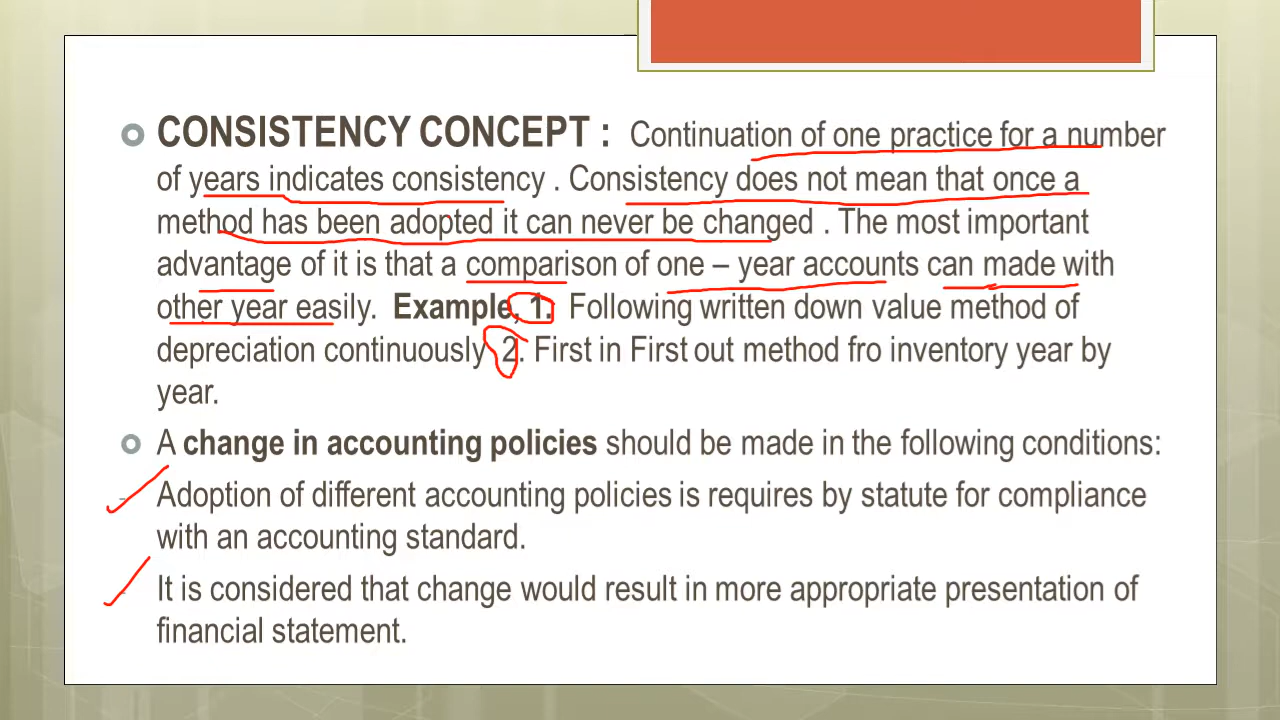 CONSISTENCY CONCEPT : Continuation of one practice for a number
of years indicates consistency . Consistency does not mean that once a
method has been adopted it can never be changed . The most important
advantage of it is that a comparison of one – year accounts can made with
other year easily. Example, 1. Following written down value method of
depreciation continuously 2. First in First out method fro inventory year by
year.
A change in accounting policies should be made in the following conditions:
Adoption of different accounting policies is requires by statute for compliance
with an accounting standard.
It is considered that change would result in more appropriate presentation of
financial statement.